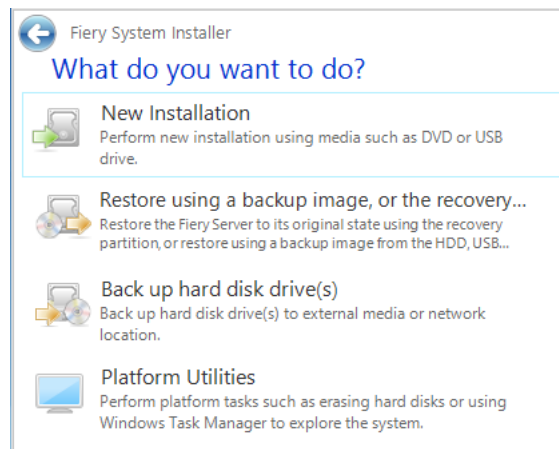 Fiery System Installer
What do you want to do?
New Installation
Perform new installation using media such as DVD or USB
drive.
Restore using a backup image, or the recovery...
Restore the Fiery Server to its original state using the recovery
partition, or restore using a backup image from the HDD, USB...
Back up hard disk drive(s)
Back up hard disk drive(s) to external media or network
location.
Platform Utilities
Perform platform tasks such as erasing hard disks or using
Windows Task Manager to explore the system.